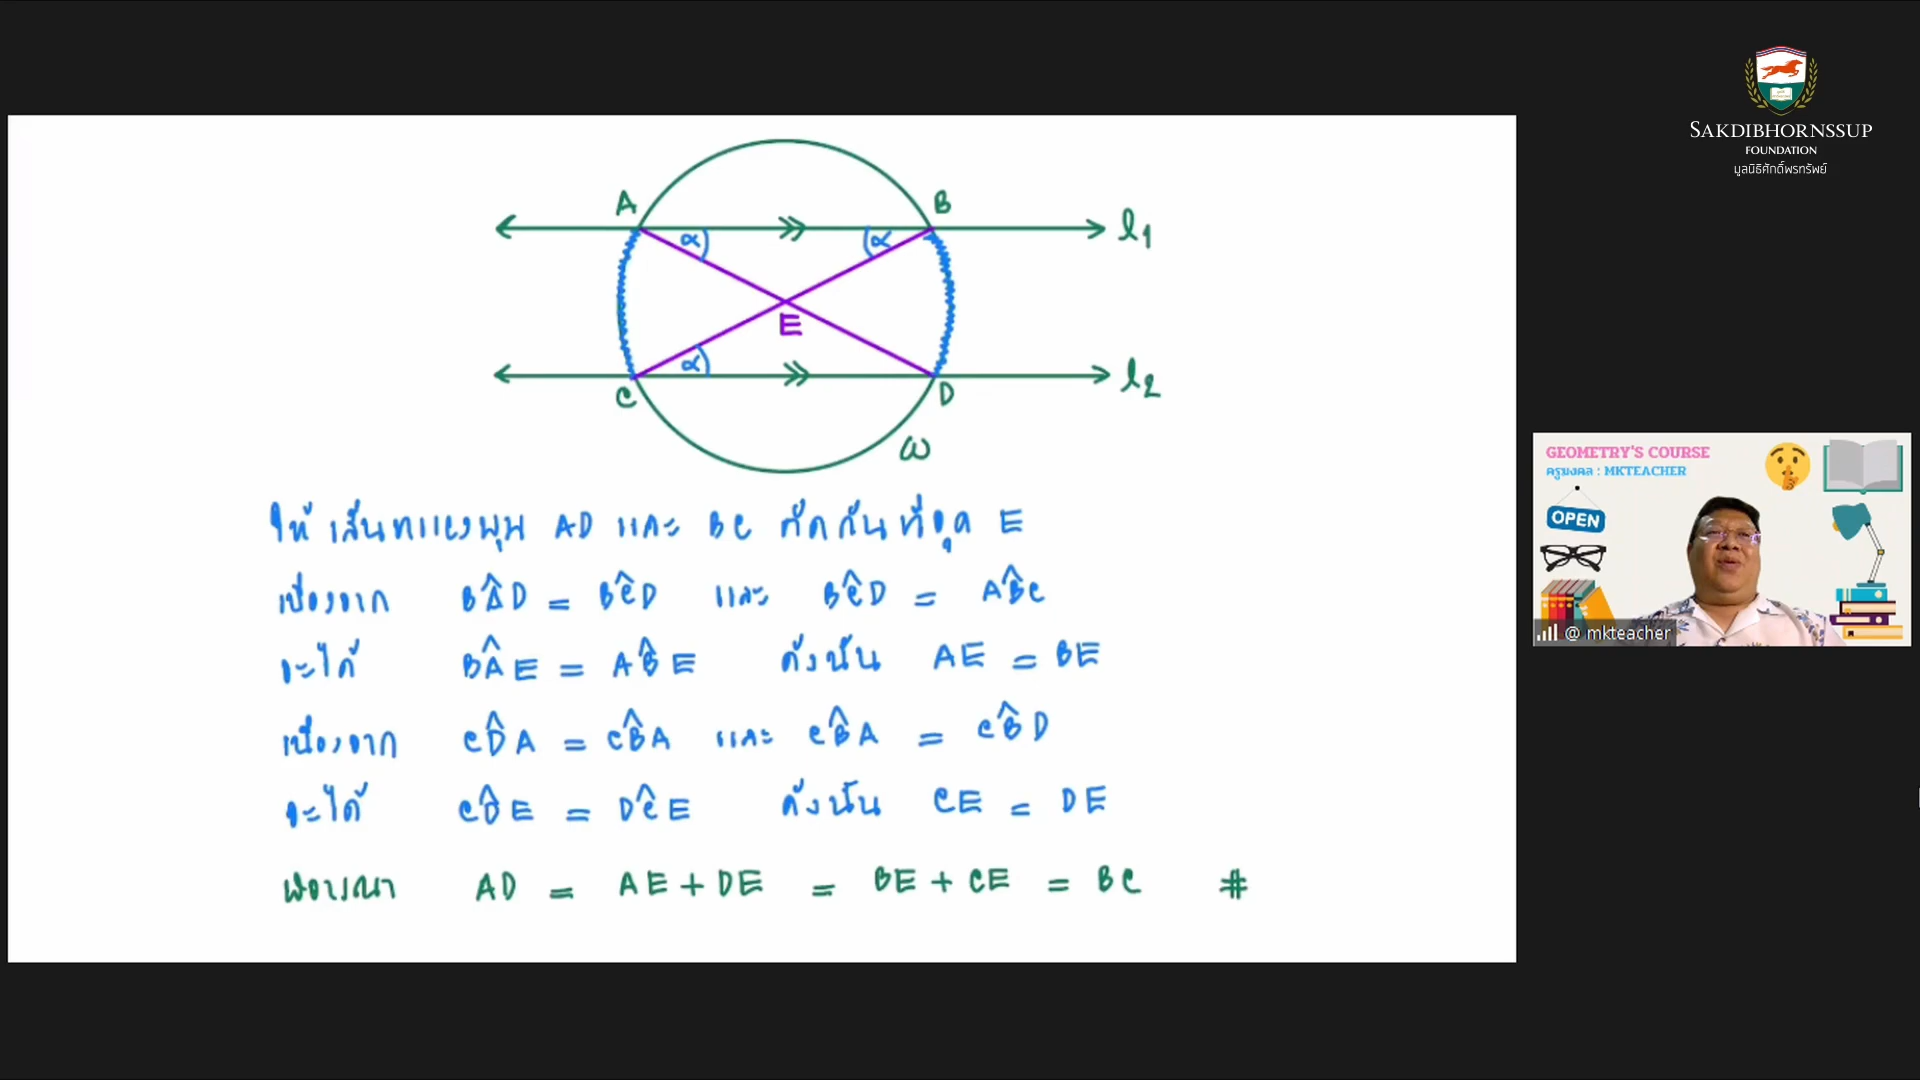 SAKDIBHORNSSUP
FOUNDATION
มูลนิธิศักดิ์พรทรัพย์
A
B
l1
α
α
E
α
C
D
l2
ω
ให้ เส้นทแยงมุม AD และ BC ตัดกันที่จุด E
เนื่องจาก BÂD = BĈD และ BĈD = AB̂C
จะได้ BÂE = AB̂E ดังนั้น AE = BE
เนื่องจาก CD̂A = CB̂A และ CB̂A = CB̂D
จะได้ CD̂E = DĈE ดังนั้น CE = DE
พิจารณา AD = AE + DE = BE + CE = BC #
GEOMETRY'S COURSE
ครูมงคล : MKTEACHER
OPEN
@ mkteacher